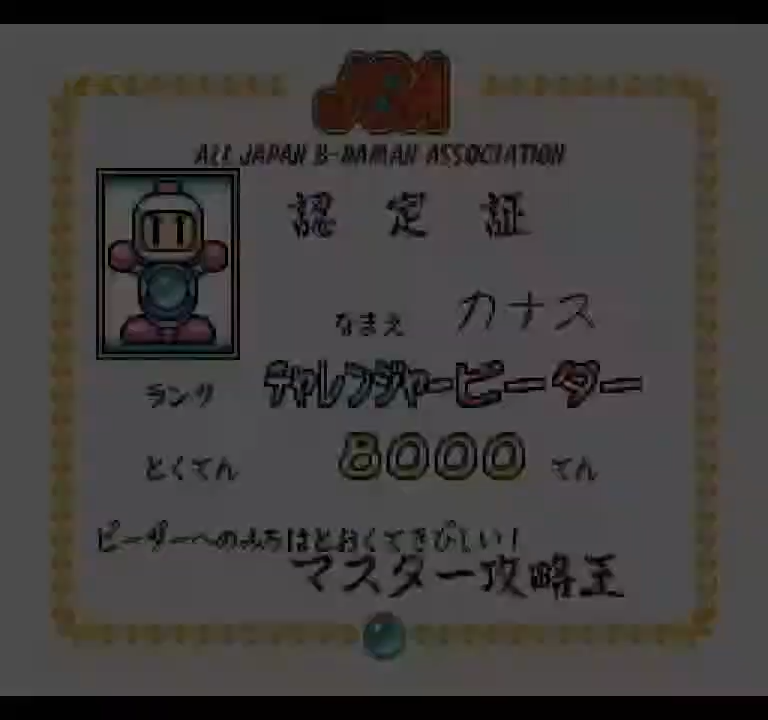 JBA
ALL JAPAN B-DAMAN ASSOCIATION
認定証
なまえ カナス
ランク チャレンジャービーダー
とくてん 8000 てん
ビーダーへのみちはとおくてきびしい!
マスター攻略王